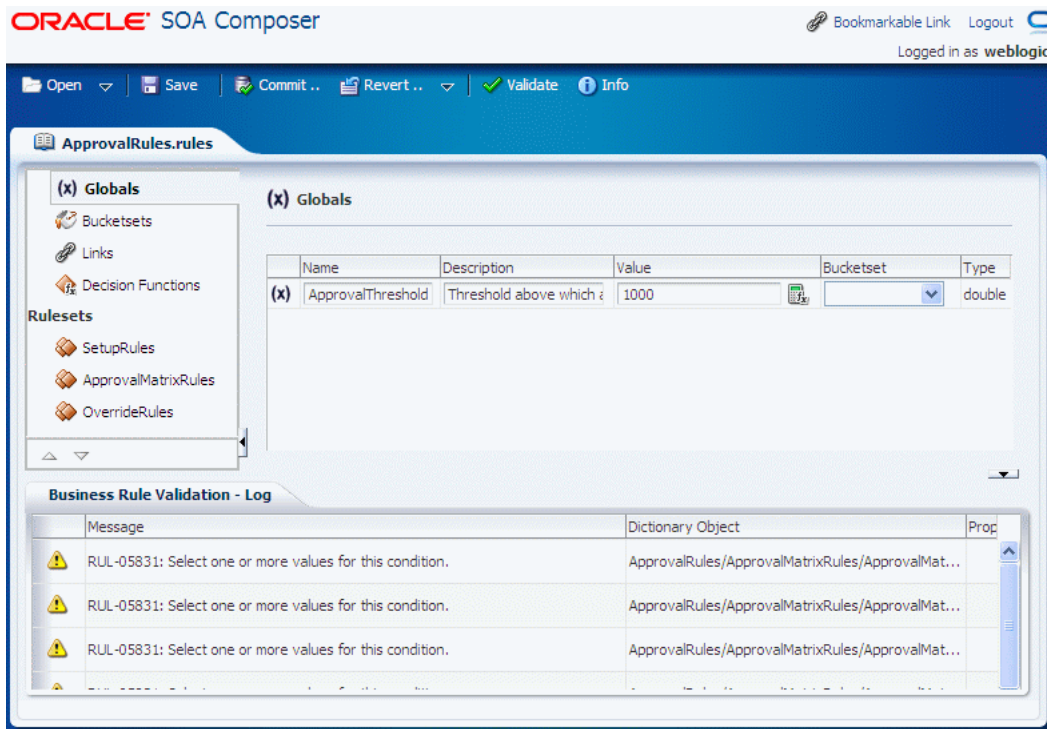 ORACLE SOA Composer
Bookmarkable Link Logout
Logged in as weblogic
Open Save Commit .. Revert .. Validate Info
ApprovalRules.rules
(x) Globals
Bucketsets
Links
Decision Functions
Rulesets
SetupRules
ApprovalMatrixRules
OverrideRules
(x) Globals
Name Description Value Bucketset Type
(x) ApprovalThreshold Threshold above which a 1000 double
Business Rule Validation - Log
Message Dictionary Object Prop
RUL-05831: Select one or more values for this condition. ApprovalRules/ApprovalMatrixRules/ApprovalMat...
RUL-05831: Select one or more values for this condition. ApprovalRules/ApprovalMatrixRules/ApprovalMat...
RUL-05831: Select one or more values for this condition. ApprovalRules/ApprovalMatrixRules/ApprovalMat...